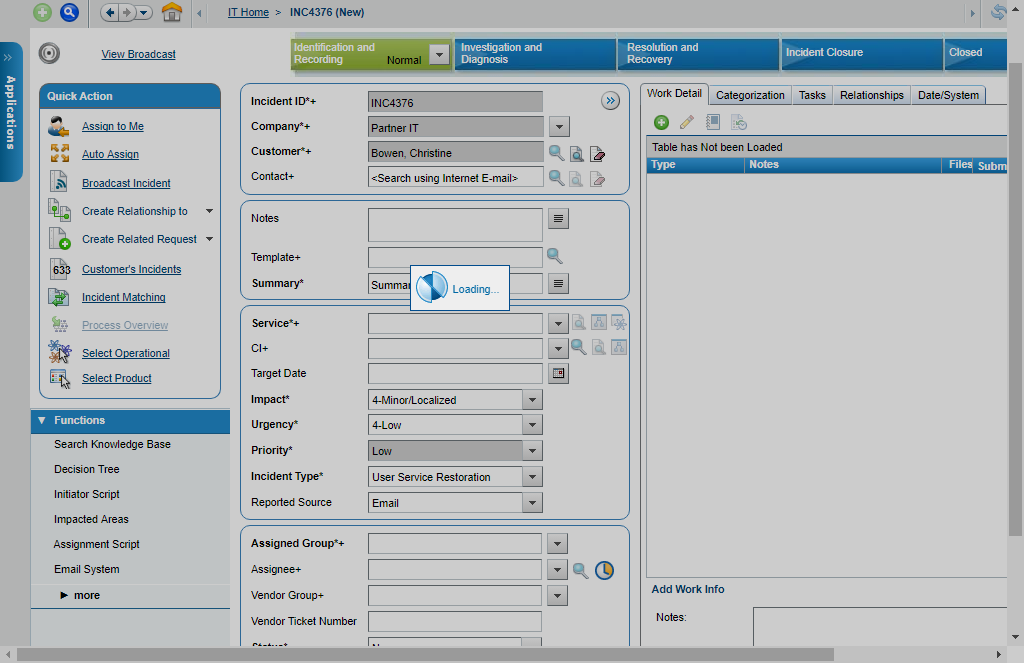 IT Home > INC4376 (New)
Applications
View Broadcast
Identification and
Recording Normal
Investigation and
Diagnosis
Resolution and
Recovery
Incident Closure
Closed
Quick Action
Assign to Me
Auto Assign
Broadcast Incident
Create Relationship to
Create Related Request
633 Customer's Incidents
Incident Matching
Process Overview
Select Operational
Select Product
Functions
Search Knowledge Base
Decision Tree
Initiator Script
Impacted Areas
Assignment Script
Email System
more
Incident ID*+ INC4376
Company*+ Partner IT
Customer*+ Bowen, Christine
Contact+ <Search using Internet E-mail>
Notes
Template+
Summary*
Loading...
Service*+
CI+
Target Date
Impact* 4-Minor/Localized
Urgency* 4-Low
Priority* Low
Incident Type* User Service Restoration
Reported Source Email
Assigned Group*+
Assignee+
Vendor Group+
Vendor Ticket Number
Work Detail Categorization Tasks Relationships Date/System
Table has Not been Loaded
Type Notes Files
Add Work Info
Notes: